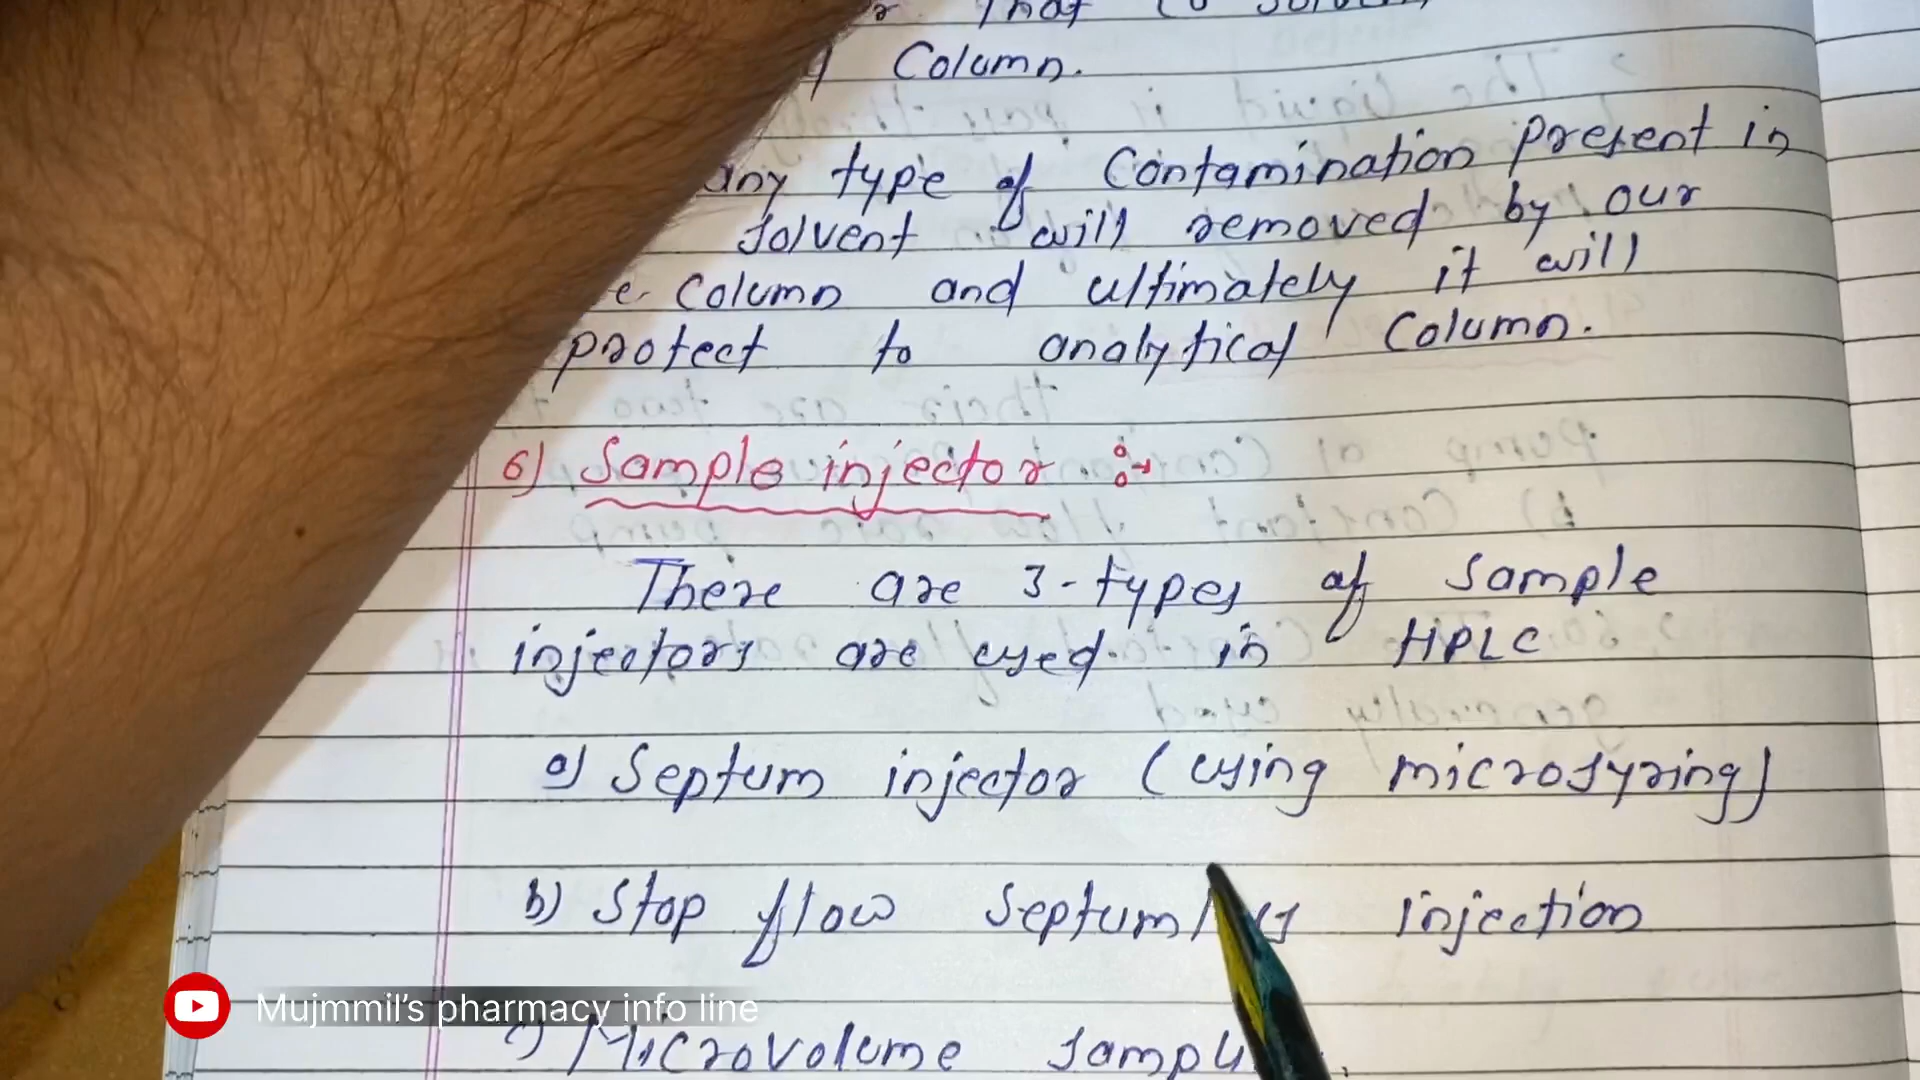 That
Column.
any type of Contamination present in
solvent will removed by our
column and ultimately it will
protect to analytical Column.
6) Sample injector :→
There are 3-types of sample
injectors are used in HPLC
a) Septum injector (using microsyring)
b) Stop flow Septumless injection
c) Microvolume
Mujmmil’s pharmacy info line